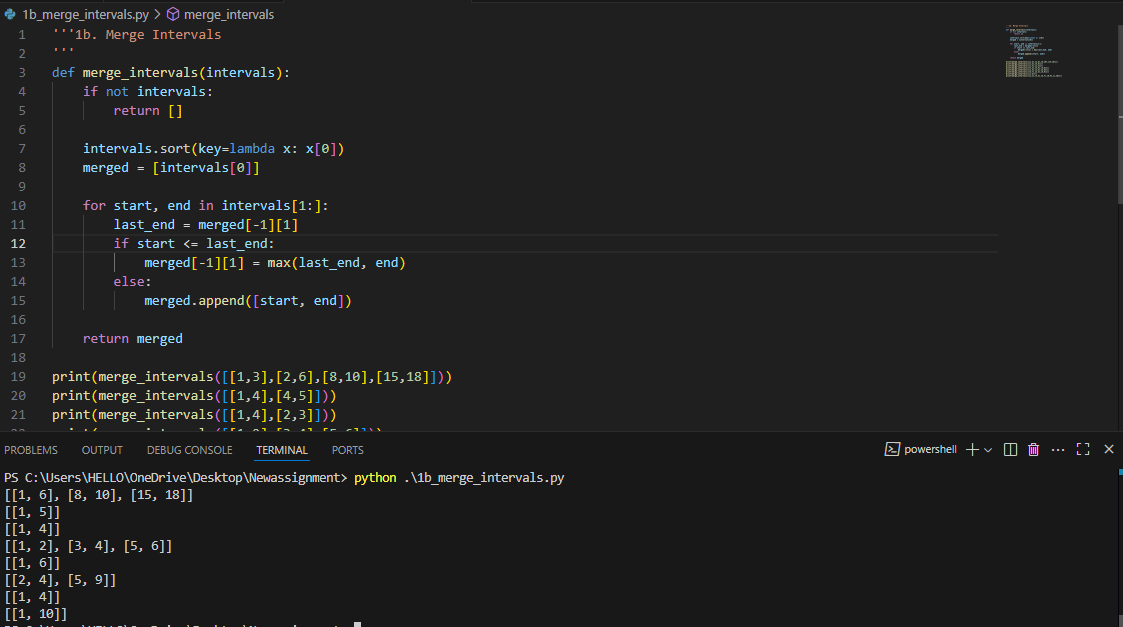 1b_merge_intervals.py > merge_intervals
1 '''1b. Merge Intervals
2 '''
3 def merge_intervals(intervals):
4 if not intervals:
5 return []
6
7 intervals.sort(key=lambda x: x[0])
8 merged = [intervals[0]]
9
10 for start, end in intervals[1:]:
11 last_end = merged[-1][1]
12 if start <= last_end:
13 merged[-1][1] = max(last_end, end)
14 else:
15 merged.append([start, end])
16
17 return merged
18
19 print(merge_intervals([[1,3],[2,6],[8,10],[15,18]]))
20 print(merge_intervals([[1,4],[4,5]]))
21 print(merge_intervals([[1,4],[2,3]]))
PROBLEMS OUTPUT DEBUG CONSOLE TERMINAL PORTS powershell
PS C:\Users\HELLO\OneDrive\Desktop\Newassignment> python .\1b_merge_intervals.py
[[1, 6], [8, 10], [15, 18]]
[[1, 5]]
[[1, 4]]
[[1, 2], [3, 4], [5, 6]]
[[1, 6]]
[[2, 4], [5, 9]]
[[1, 4]]
[[1, 10]]